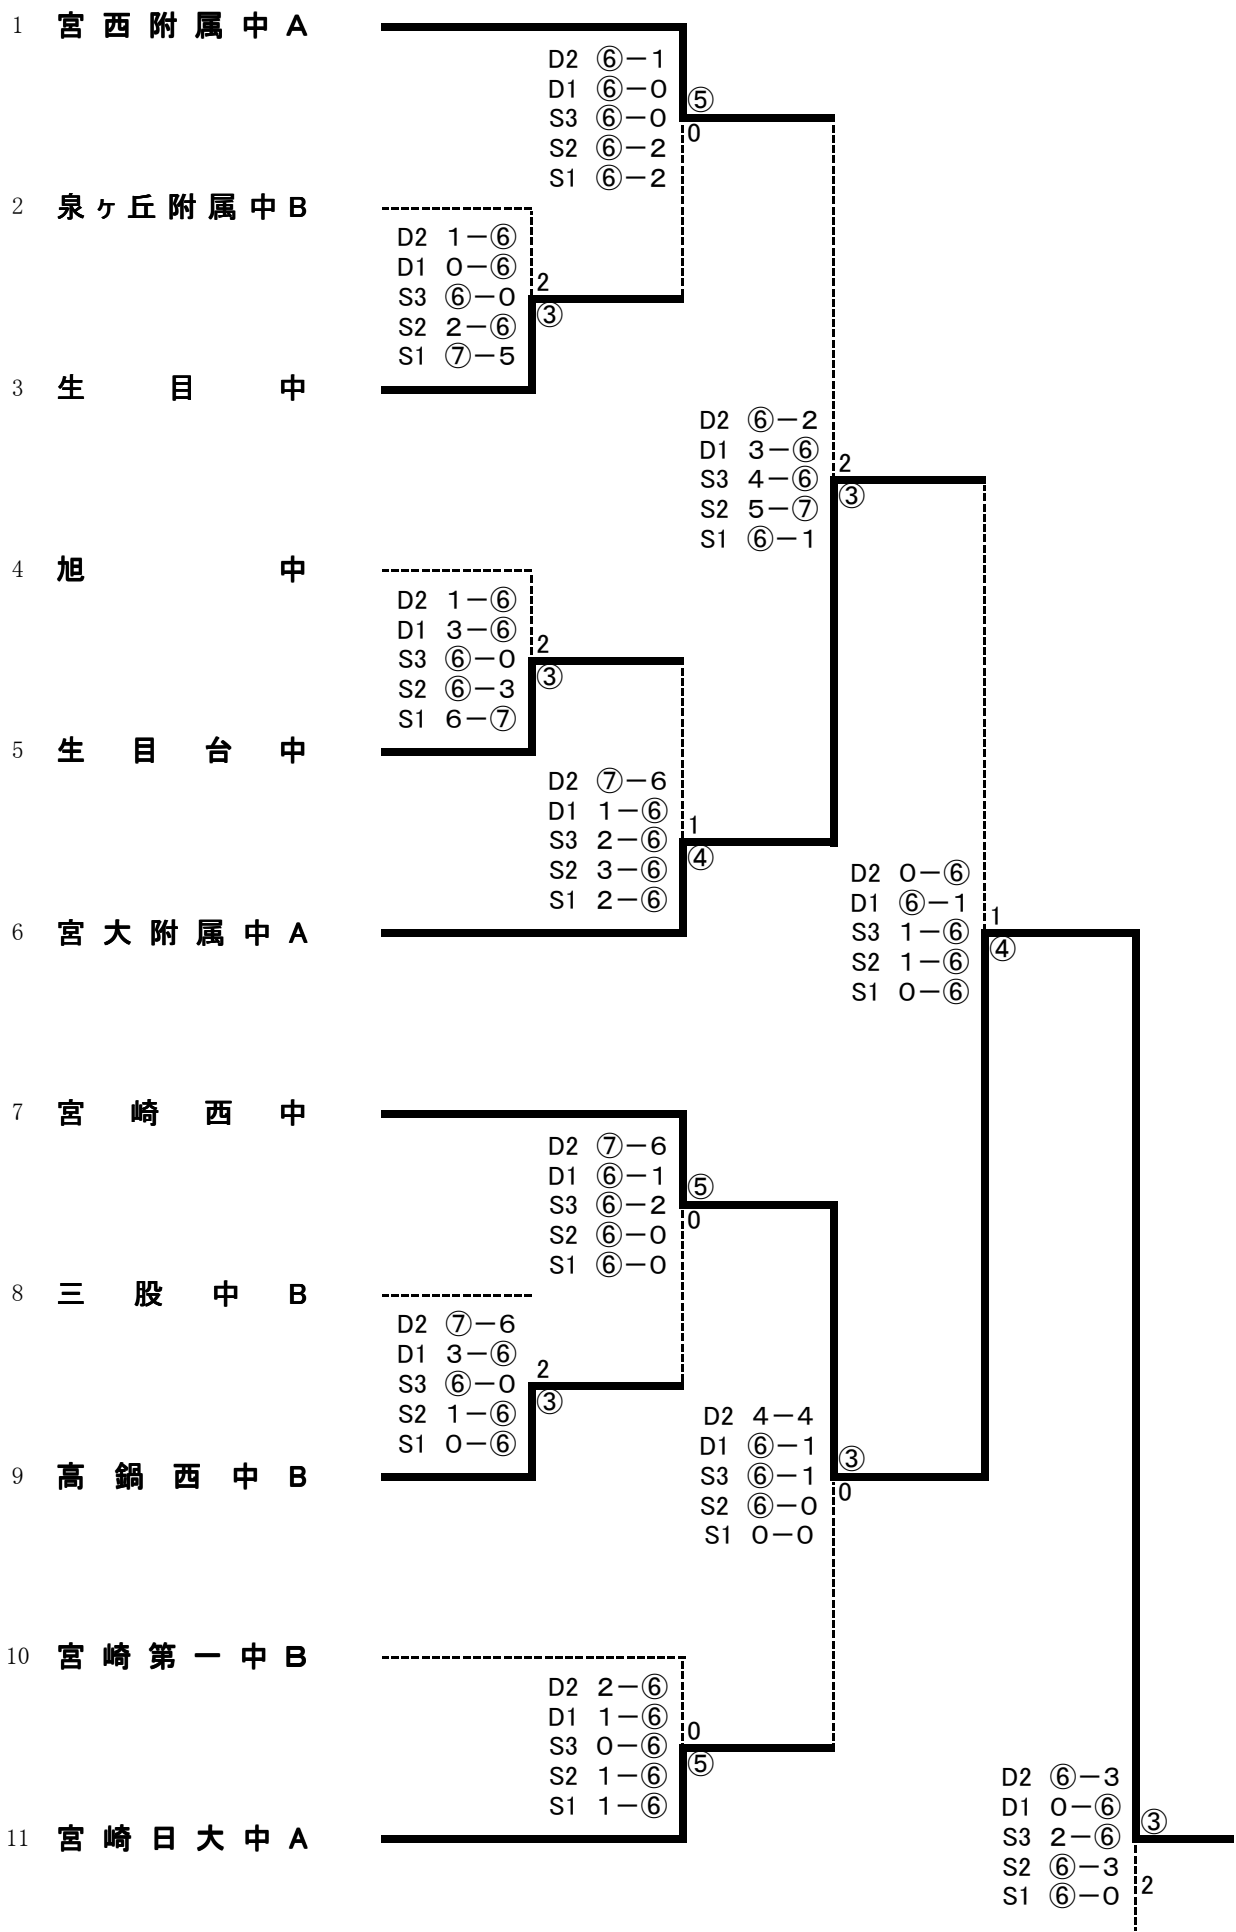 1 宮西附属中A
D2 ⑥－1
D1 ⑥－0
S3 ⑥－0
S2 ⑥－2
S1 ⑥－2
⑤
0
2 泉ヶ丘附属中B
D2 1－⑥
D1 0－⑥
S3 ⑥－0
S2 2－⑥
S1 ⑦－5
2
③
3 生目中
D2 ⑥－2
D1 3－⑥
S3 4－⑥
S2 5－⑦
S1 ⑥－1
2
③
4 旭中
D2 1－⑥
D1 3－⑥
S3 ⑥－0
S2 ⑥－3
S1 6－⑦
2
③
5 生目台中
D2 ⑦－6
D1 1－⑥
S3 2－⑥
S2 3－⑥
S1 2－⑥
1
④
6 宮大附属中A
D2 0－⑥
D1 ⑥－1
S3 1－⑥
S2 1－⑥
S1 0－⑥
1
④
7 宮崎西中
D2 ⑦－6
D1 ⑥－1
S3 ⑥－2
S2 ⑥－0
S1 ⑥－0
⑤
0
8 三股中B
D2 ⑦－6
D1 3－⑥
S3 ⑥－0
S2 1－⑥
S1 0－⑥
2
③
9 高鍋西中B
D2 4－4
D1 ⑥－1
S3 ⑥－1
S2 ⑥－0
S1 0－0
③
0
10 宮崎第一中B
D2 2－⑥
D1 1－⑥
S3 0－⑥
S2 1－⑥
S1 1－⑥
0
⑤
11 宮崎日大中A
D2 ⑥－3
D1 0－⑥
S3 2－⑥
S2 ⑥－3
S1 ⑥－0
③
2